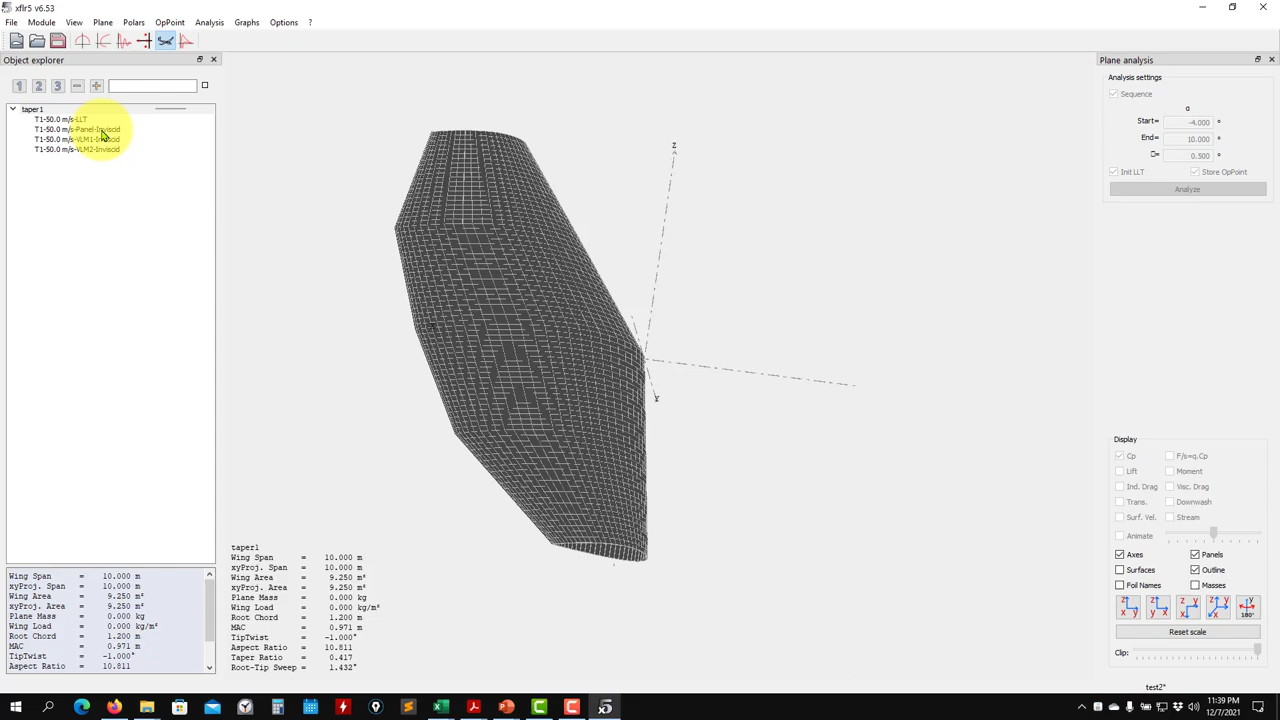 xflr5 v6.53
File Module View Plane Polars OpPoint Analysis Graphs Options ?
Object explorer
1 2 3
taper1
T1-50.0 m/s-LLT
T1-50.0 m/s-Panel-Inviscid
T1-50.0 m/s-VLM1-Inviscid
T1-50.0 m/s-VLM2-Inviscid
Wing Span = 10.000 m
xyProj. Span = 10.000 m
Wing Area = 9.250 m²
xyProj. Area = 9.250 m²
Plane Mass = 0.000 kg
Wing Load = 0.000 kg/m²
Root Chord = 1.200 m
MAC = 0.971 m
TipTwist = -1.000°
Aspect Ratio = 10.811
Z
Y
taper1
Wing Span = 10.000 m
xyProj. Span = 10.000 m
Wing Area = 9.250 m²
xyProj. Area = 9.250 m²
Plane Mass = 0.000 kg
Wing Load = 0.000 kg/m²
Root Chord = 1.200 m
MAC = 0.971 m
TipTwist = -1.000°
Aspect Ratio = 10.811
Taper Ratio = 0.417
Root-Tip Sweep = 1.432°
Plane analysis
Analysis settings
Sequence
α
Start= -4.000 °
End= 10.000 °
= 0.500 °
Init LLT Store OpPoint
Analyze
Display
Cp F/s=q.Cp
Lift Moment
Ind. Drag Visc. Drag
Trans. Downwash
Surf. Vel. Stream
Animate
Axes Panels
Surfaces Outline
Foil Names Masses
Reset scale
Clip:
test2*
11:39 PM
12/7/2021